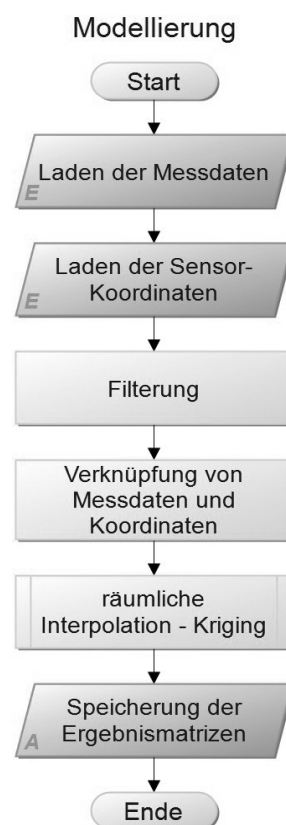 Modellierung
Start
Laden der Messdaten
E
Laden der Sensor-
Koordinaten
E
Filterung
Verknüpfung von
Messdaten und
Koordinaten
räumliche
Interpolation - Kriging
Speicherung der
Ergebnismatrizen
A
Ende